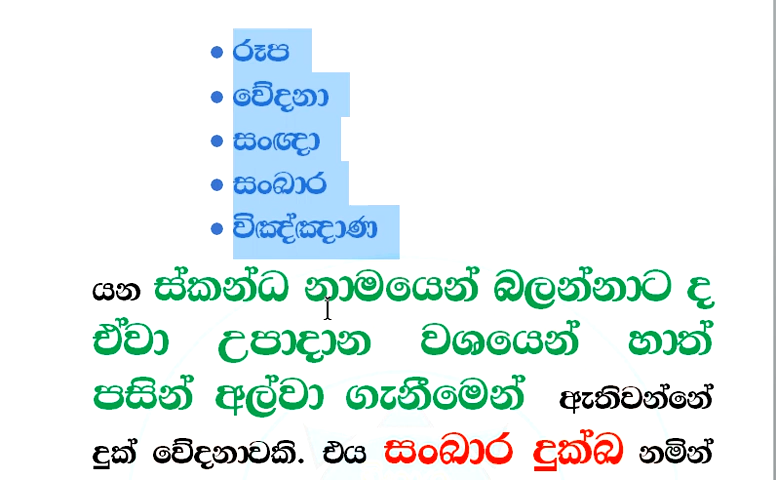 • රූප
• වේදනා
• සංඥා
• සංඛාර
• විඤ්ඤාණ
යන ස්කන්ධ නාමයෙන් බලන්නාට ද
ඒවා උපාදාන වශයෙන් හාත්
පසින් අල්වා ගැනීමෙන් ඇතිවන්නේ
දුක් වේදනාවකි. එය සංඛාර දුක්ඛ නමින්